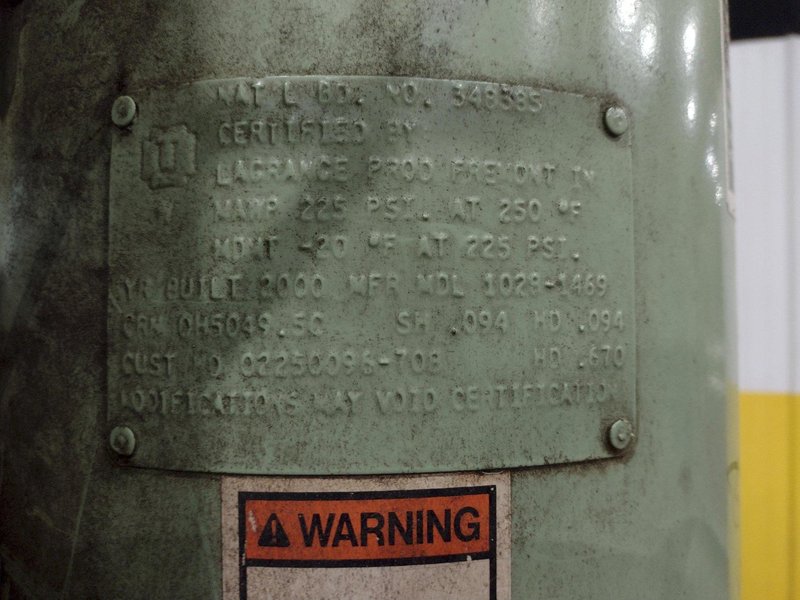 NAT'L BD. NO. 348385
CERTIFIED BY
U
LAGRANGE PROD FREMONT IN
W MAWP 225 PSI. AT 250 °F
MDMT -20 °F AT 225 PSI.
YR BUILT 2000 MFR MDL 1028-1469
CRN OH5049.5C SH .094 HD .094
CUST NO 02250096-708 HD .670
MODIFICATIONS MAY VOID CERTIFICATION
WARNING